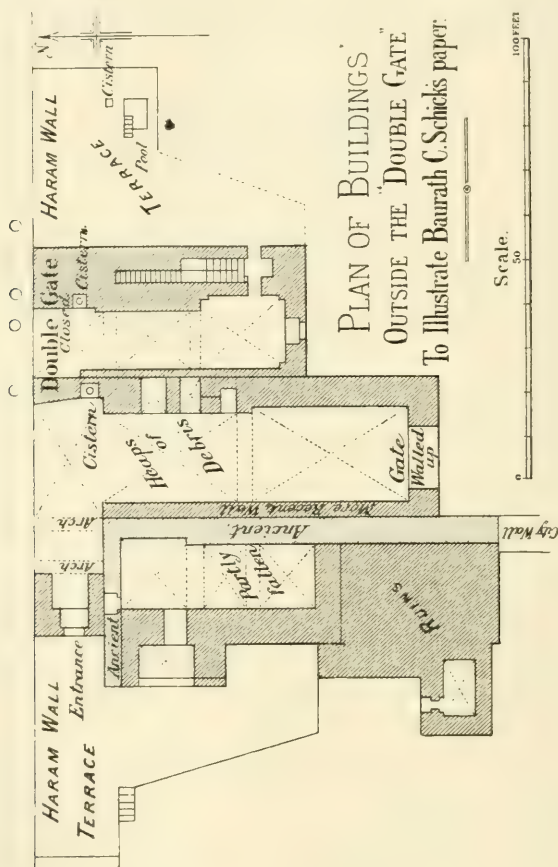 PLAN OF BUILDINGS'
OUTSIDE THE "DOUBLE GATE"
To Illustrate Baurath C. Schick's paper.
Scale.
0
50
100 FEET
N
HARAM WALL
Entrance
TERRACE
Arch
Arch
Ancient
Partly
fallen
RUINS
Ancient.
More Recent Wall
City Wall
Cistern
Heaps
of
Debris
Gate
Walled
up
Double Gate
Closed
Cistern.
HARAM WALL
TERRACE
Cistern
Pool